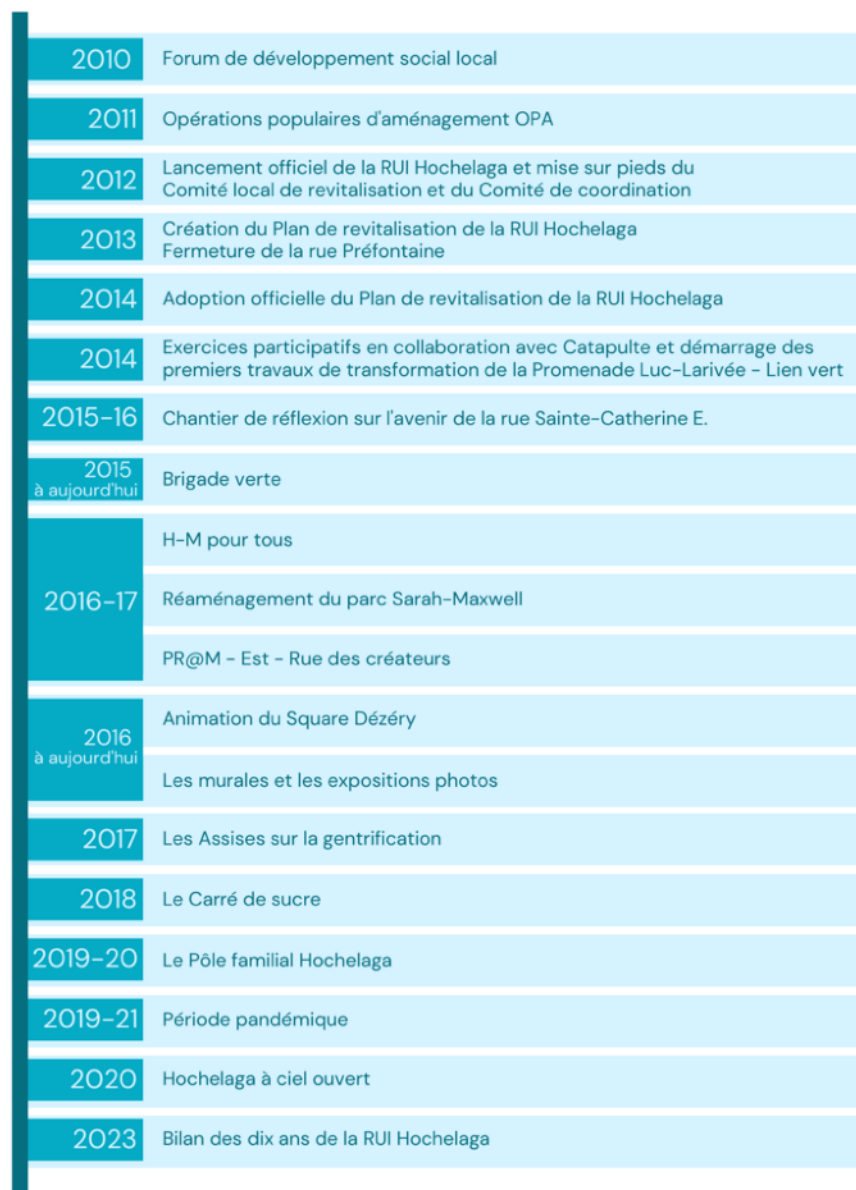 2010
Forum de développement social local
2011
Opérations populaires d'aménagement OPA
2012
Lancement officiel de la RUI Hochelaga et mise sur pieds du
Comité local de revitalisation et du Comité de coordination
2013
Création du Plan de revitalisation de la RUI Hochelaga
Fermeture de la rue Préfontaine
2014
Adoption officielle du Plan de revitalisation de la RUI Hochelaga
2014
Exercices participatifs en collaboration avec Catapulte et démarrage des
premiers travaux de transformation de la Promenade Luc-Larivée - Lien vert
2015-16
Chantier de réflexion sur l'avenir de la rue Sainte-Catherine E.
2015
à aujourd'hui
Brigade verte
2016-17
H-M pour tous
Réaménagement du parc Sarah-Maxwell
PR@M - Est - Rue des créateurs
2016
à aujourd'hui
Animation du Square Dézéry
Les murales et les expositions photos
2017
Les Assises sur la gentrification
2018
Le Carré de sucre
2019-20
Le Pôle familial Hochelaga
2019-21
Période pandémique
2020
Hochelaga à ciel ouvert
2023
Bilan des dix ans de la RUI Hochelaga